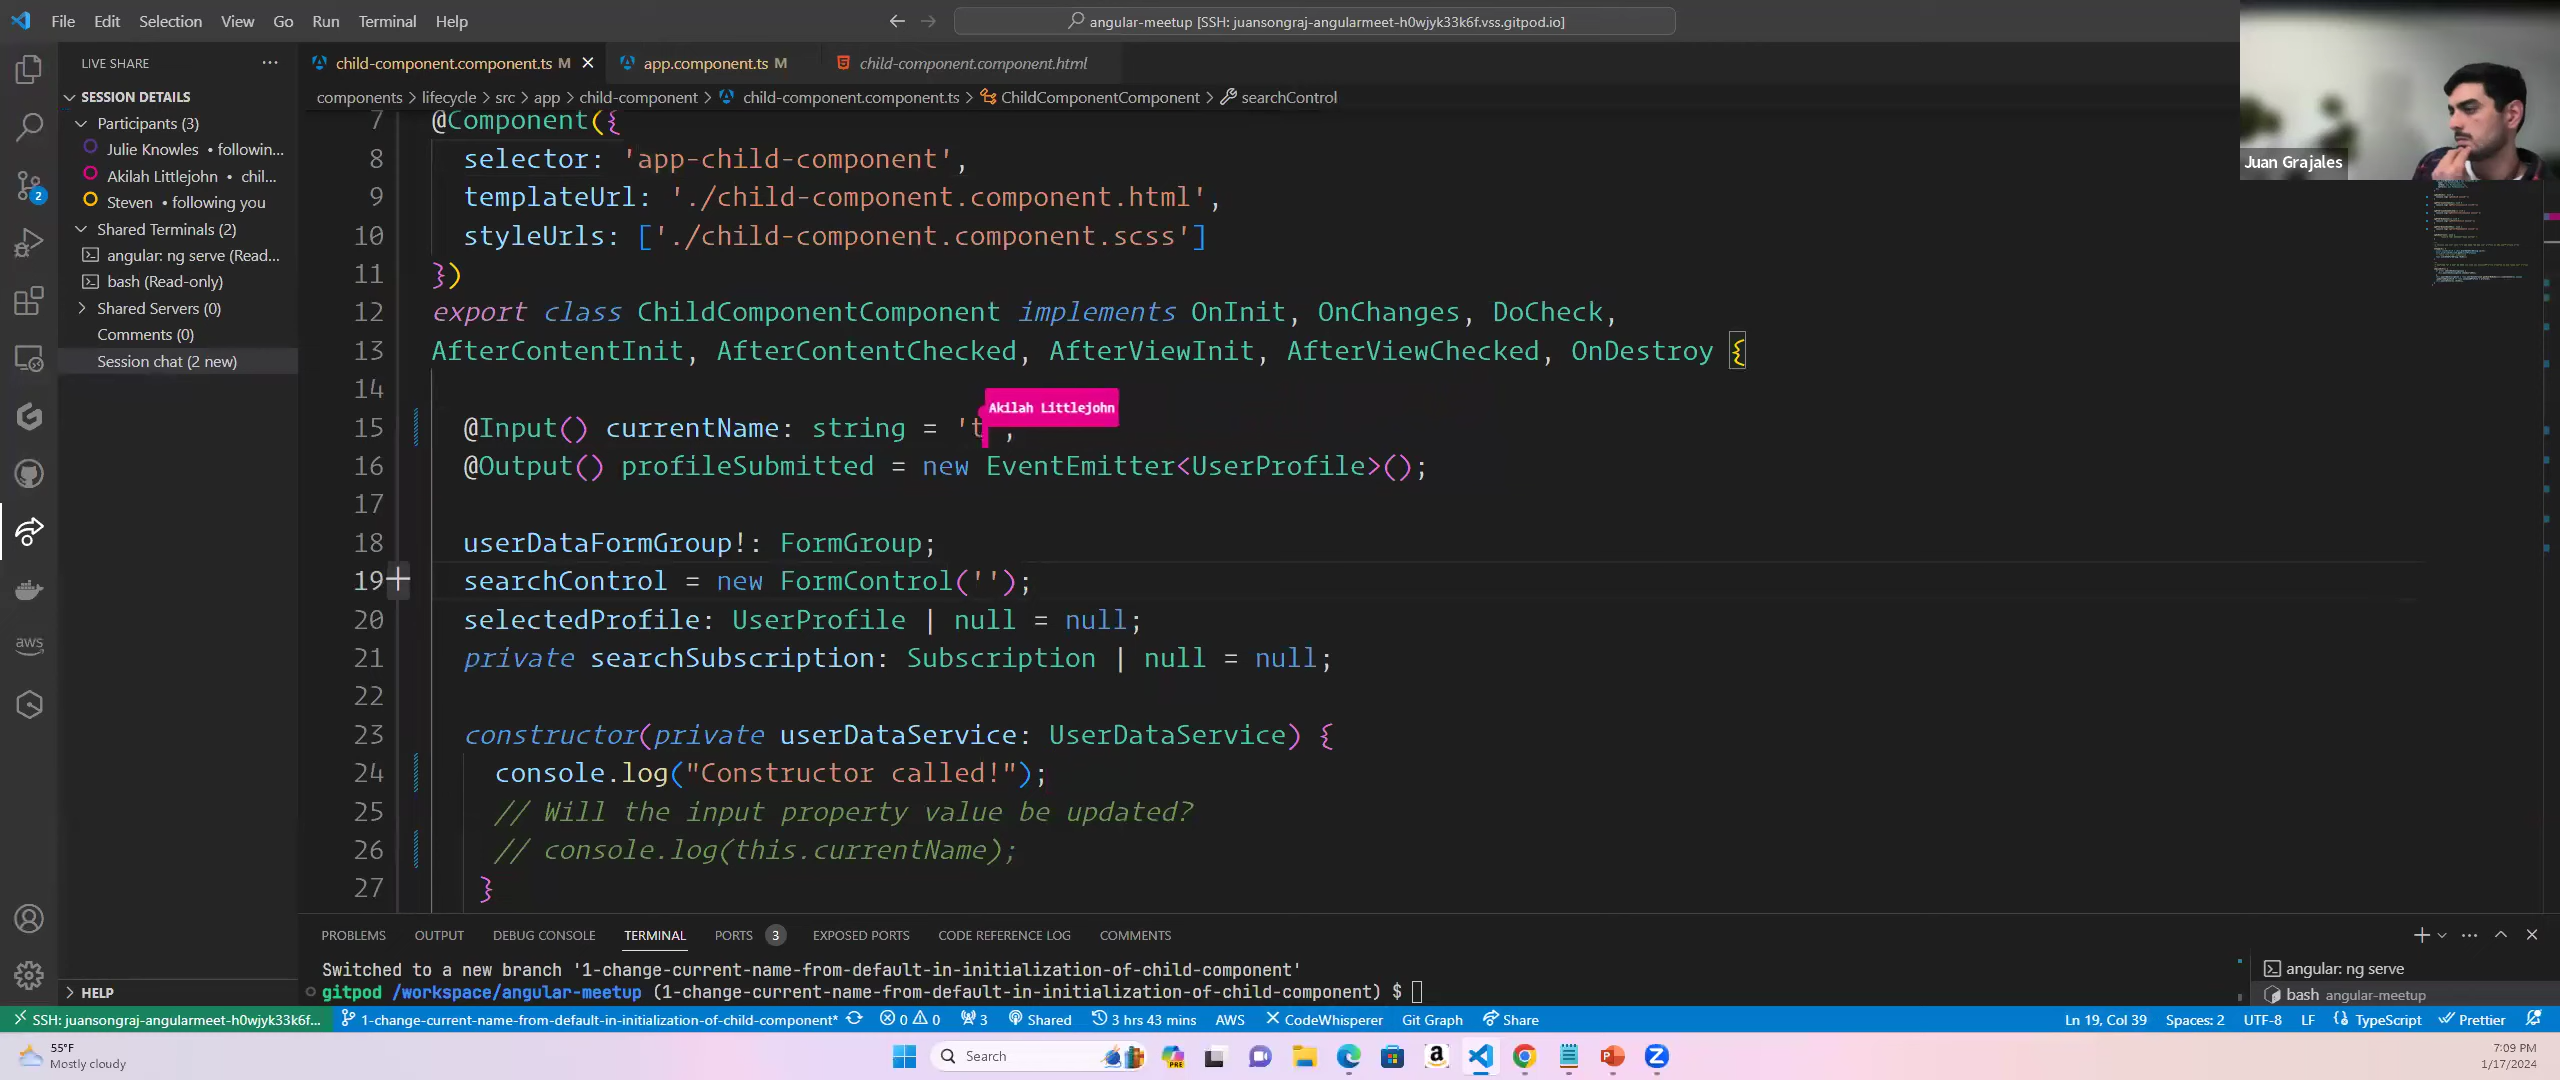 File Edit Selection View Go Run Terminal Help
angular-meetup [SSH: juansongraj-angularmeet-h0wjyk33k6f.vss.gitpod.io]
LIVE SHARE
child-component.component.ts M
app.component.ts M
child-component.component.html
SESSION DETAILS
components > lifecycle > src > app > child-component > child-component.component.ts > ChildComponentComponent > searchControl
Participants (3)
Julie Knowles • followin...
Akilah Littlejohn • chil...
Steven • following you
Shared Terminals (2)
angular: ng serve (Read...
bash (Read-only)
Shared Servers (0)
Comments (0)
Session chat (2 new)
HELP
2
aws
7 @Component({
8 selector: 'app-child-component',
9 templateUrl: './child-component.component.html',
10 styleUrls: ['./child-component.component.scss']
11 })
12 export class ChildComponentComponent implements OnInit, OnChanges, DoCheck,
13 AfterContentInit, AfterContentChecked, AfterViewInit, AfterViewChecked, OnDestroy {
14
Akilah Littlejohn
15 @Input() currentName: string = 't';
16 @Output() profileSubmitted = new EventEmitter<UserProfile>();
17
18 userDataFormGroup!: FormGroup;
19 searchControl = new FormControl('');
20 selectedProfile: UserProfile | null = null;
21 private searchSubscription: Subscription | null = null;
22
23 constructor(private userDataService: UserDataService) {
24 console.log("Constructor called!");
25 // Will the input property value be updated?
26 // console.log(this.currentName);
27 }
Juan Grajales
PROBLEMS OUTPUT DEBUG CONSOLE TERMINAL PORTS 3 EXPOSED PORTS CODE REFERENCE LOG COMMENTS
Switched to a new branch '1-change-current-name-from-default-in-initialization-of-child-component'
gitpod /workspace/angular-meetup (1-change-current-name-from-default-in-initialization-of-child-component) $
angular: ng serve
bash angular-meetup
SSH: juansongraj-angularmeet-h0wjyk33k6f... 1-change-current-name-from-default-in-initialization-of-child-component* 0 0 3 Shared 3 hrs 43 mins AWS CodeWhisperer Git Graph Share Ln 19, Col 39 Spaces: 2 UTF-8 LF TypeScript Prettier
55°F
Mostly cloudy
Search
PRE
7:09 PM
1/17/2024